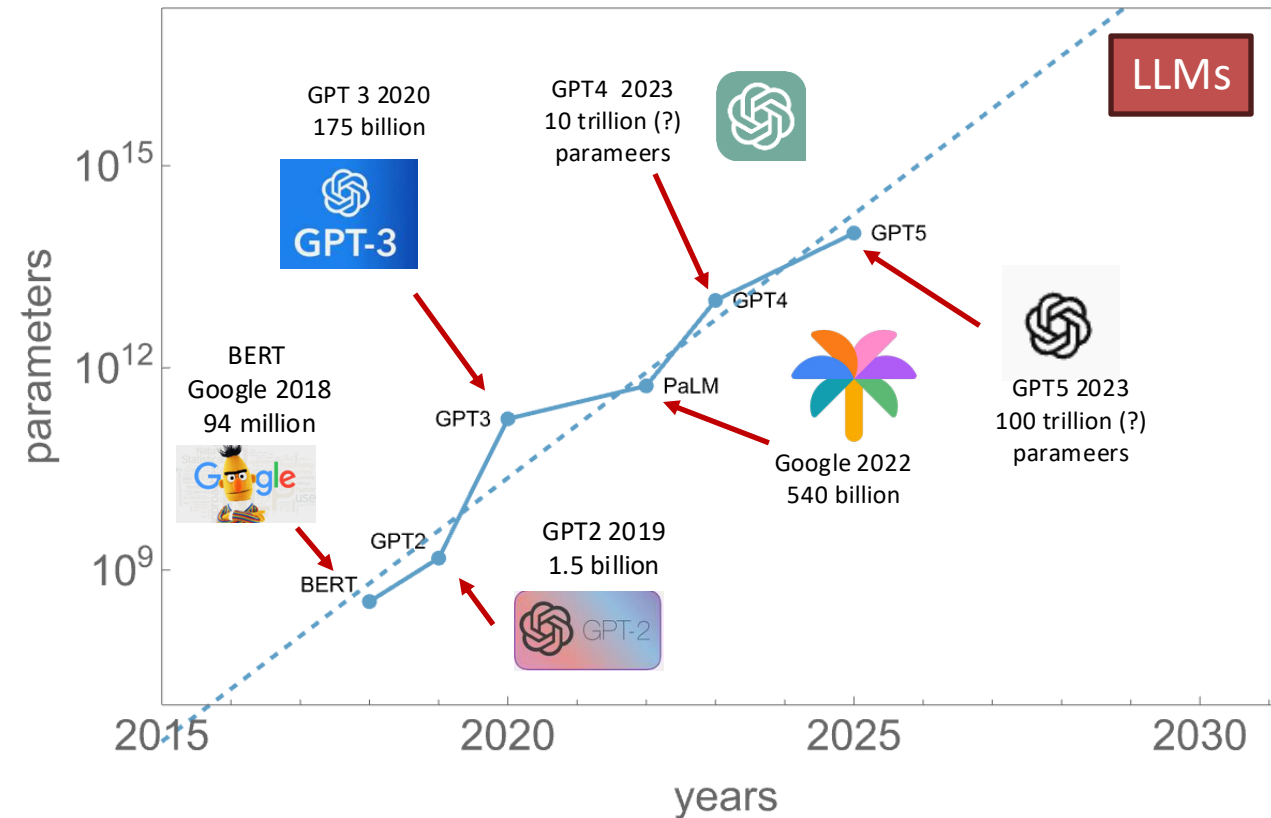 LLMs
GPT 3 2020
175 billion
GPT-3
GPT4 2023
10 trillion (?)
parameers
10^15
10^12
10^9
parameters
BERT
Google 2018
94 million
Google
BERT
GPT2
GPT3
PaLM
GPT4
GPT5
GPT2 2019
1.5 billion
GPT-2
Google 2022
540 billion
GPT5 2023
100 trillion (?)
parameers
2015
2020
2025
2030
years